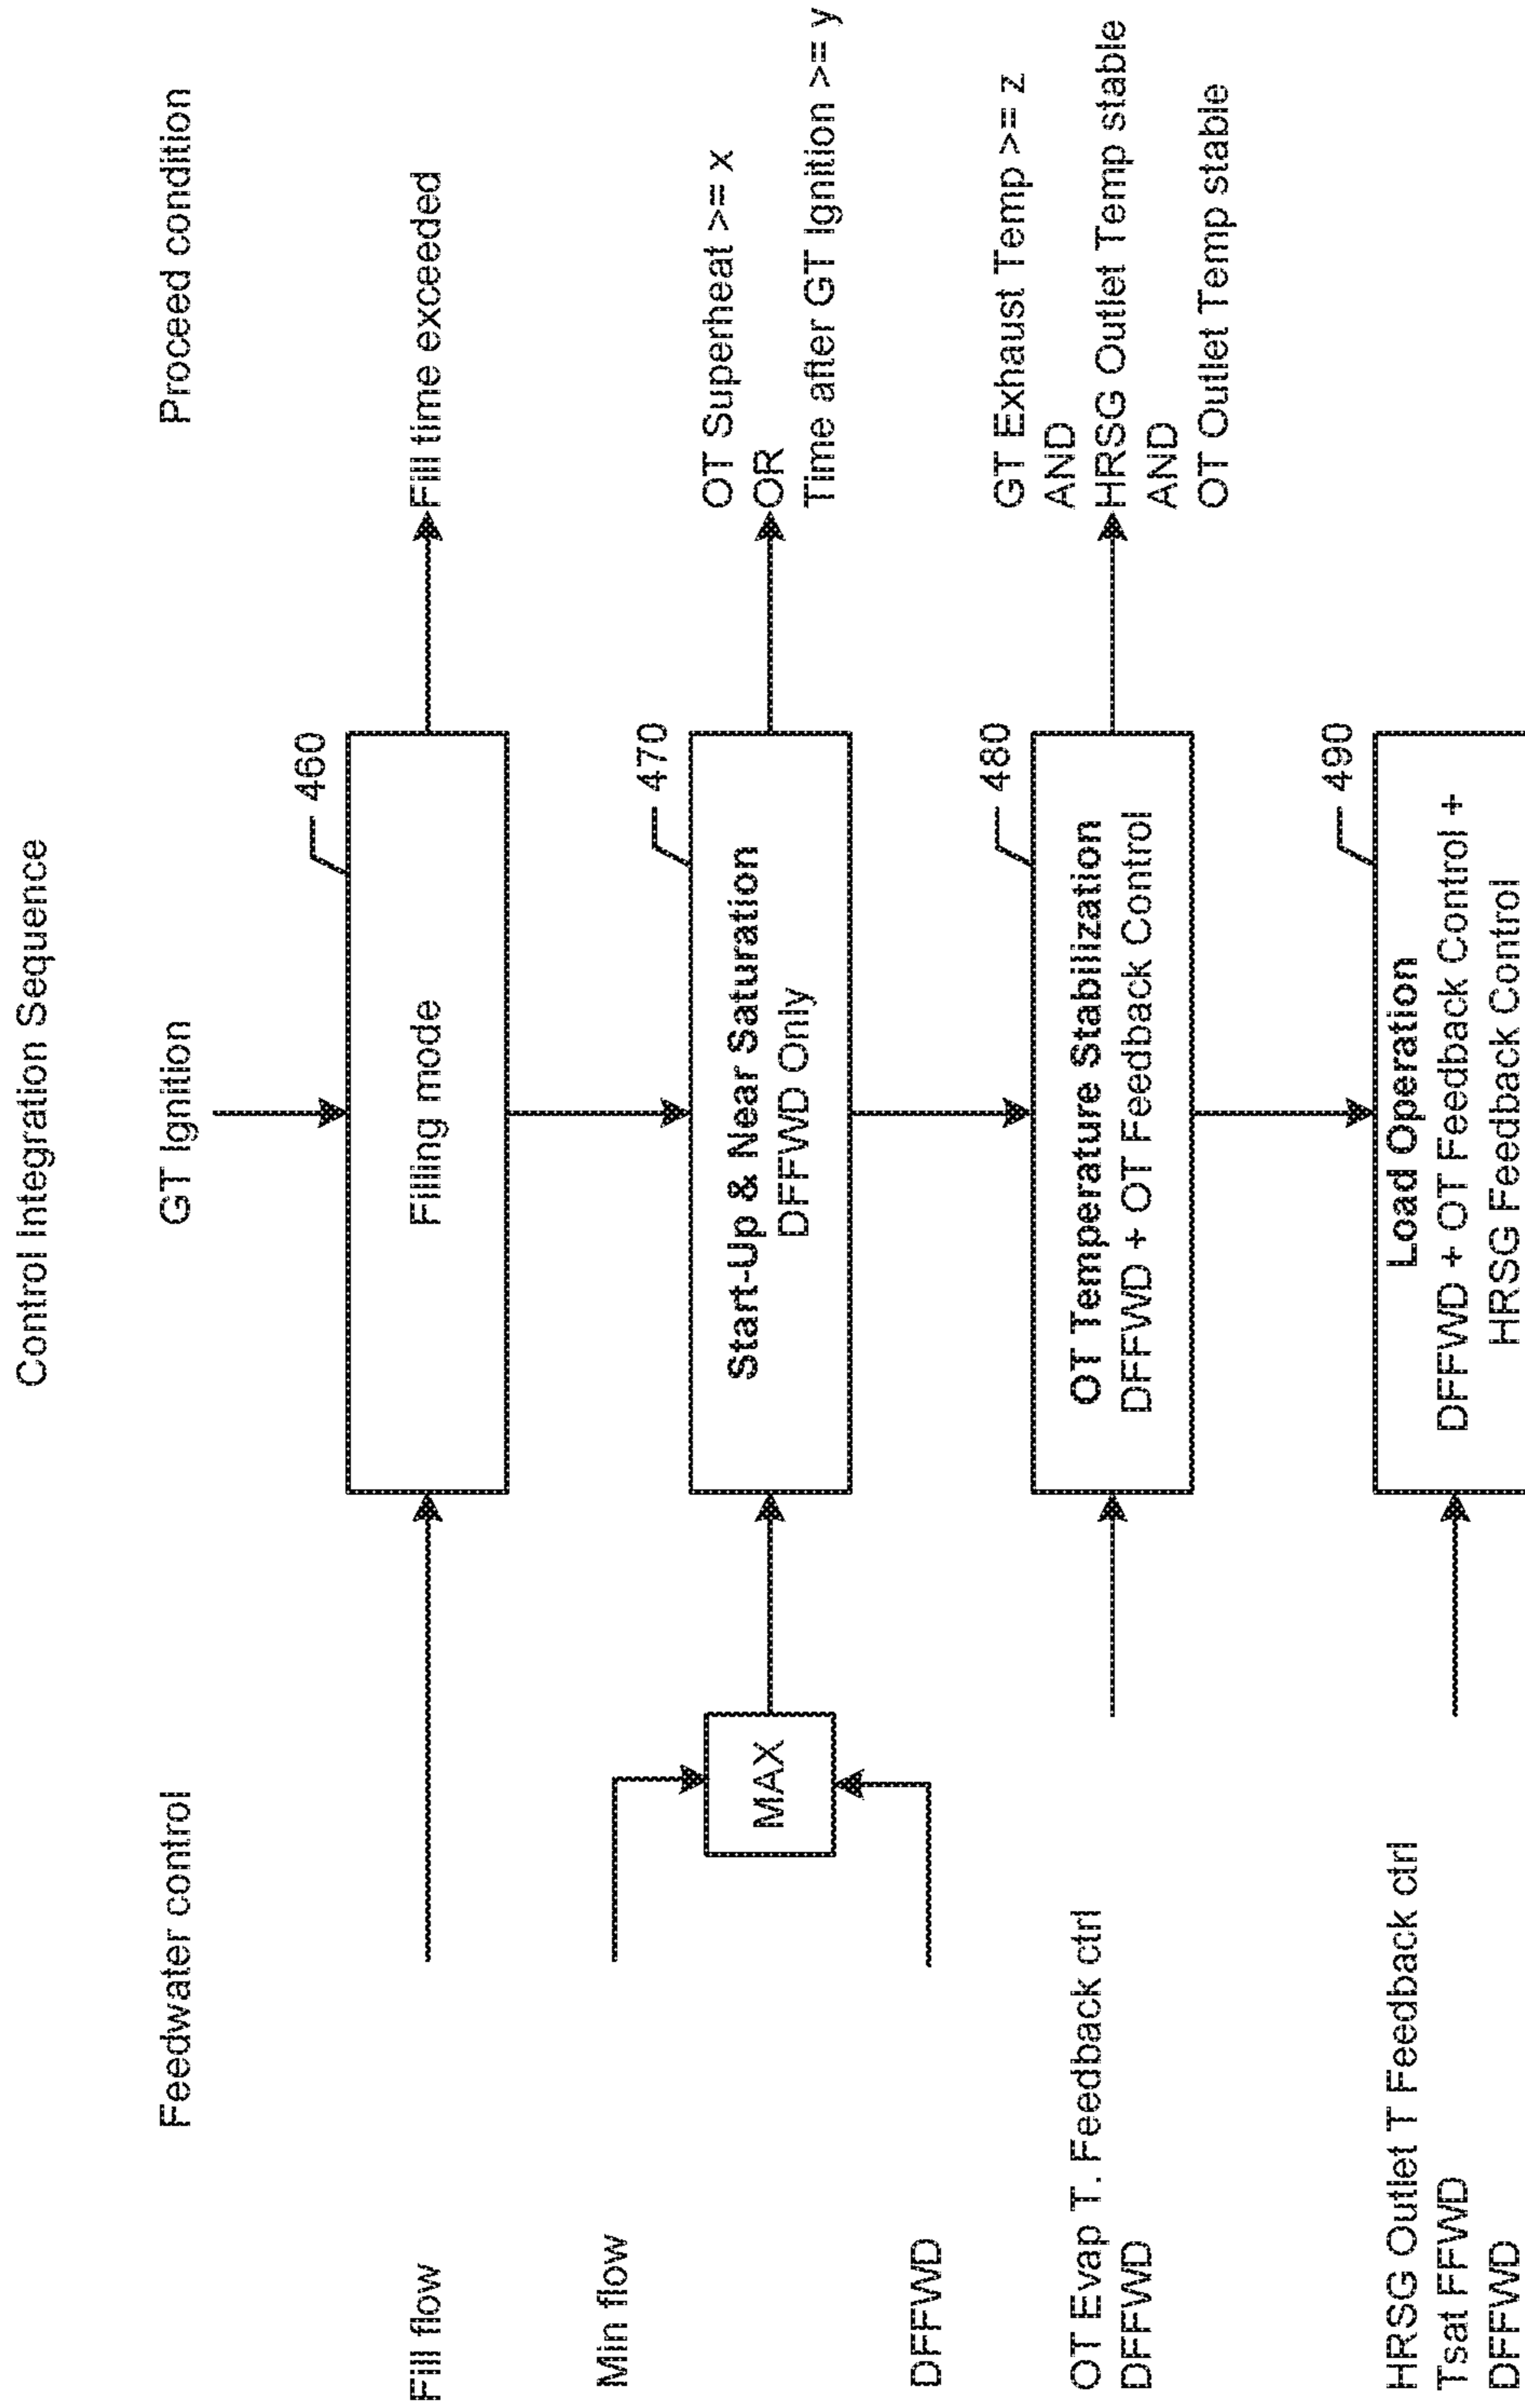 Control Integration Sequence
Feedwater control
GT Ignition
Proceed condition
460
Fill flow
Filling mode
Fill time exceeded
470
Min flow
MAX
DFFWD
Start-Up & Near Saturation
DFFWD Only
OT Superheat >= x
OR
Time after GT Ignition >= y
480
OT Evap T. Feedback ctrl
DFFWD
OT Temperature Stabilization
DFFWD + OT Feedback Control
GT Exhaust Temp >= z
AND
HRSG Outlet Temp stable
AND
OT Outlet Temp stable
490
HRSG Outlet T Feedback ctrl
Tsat FFWD
DFFWD
Load Operation
DFFWD + OT Feedback Control +
HRSG Feedback Control